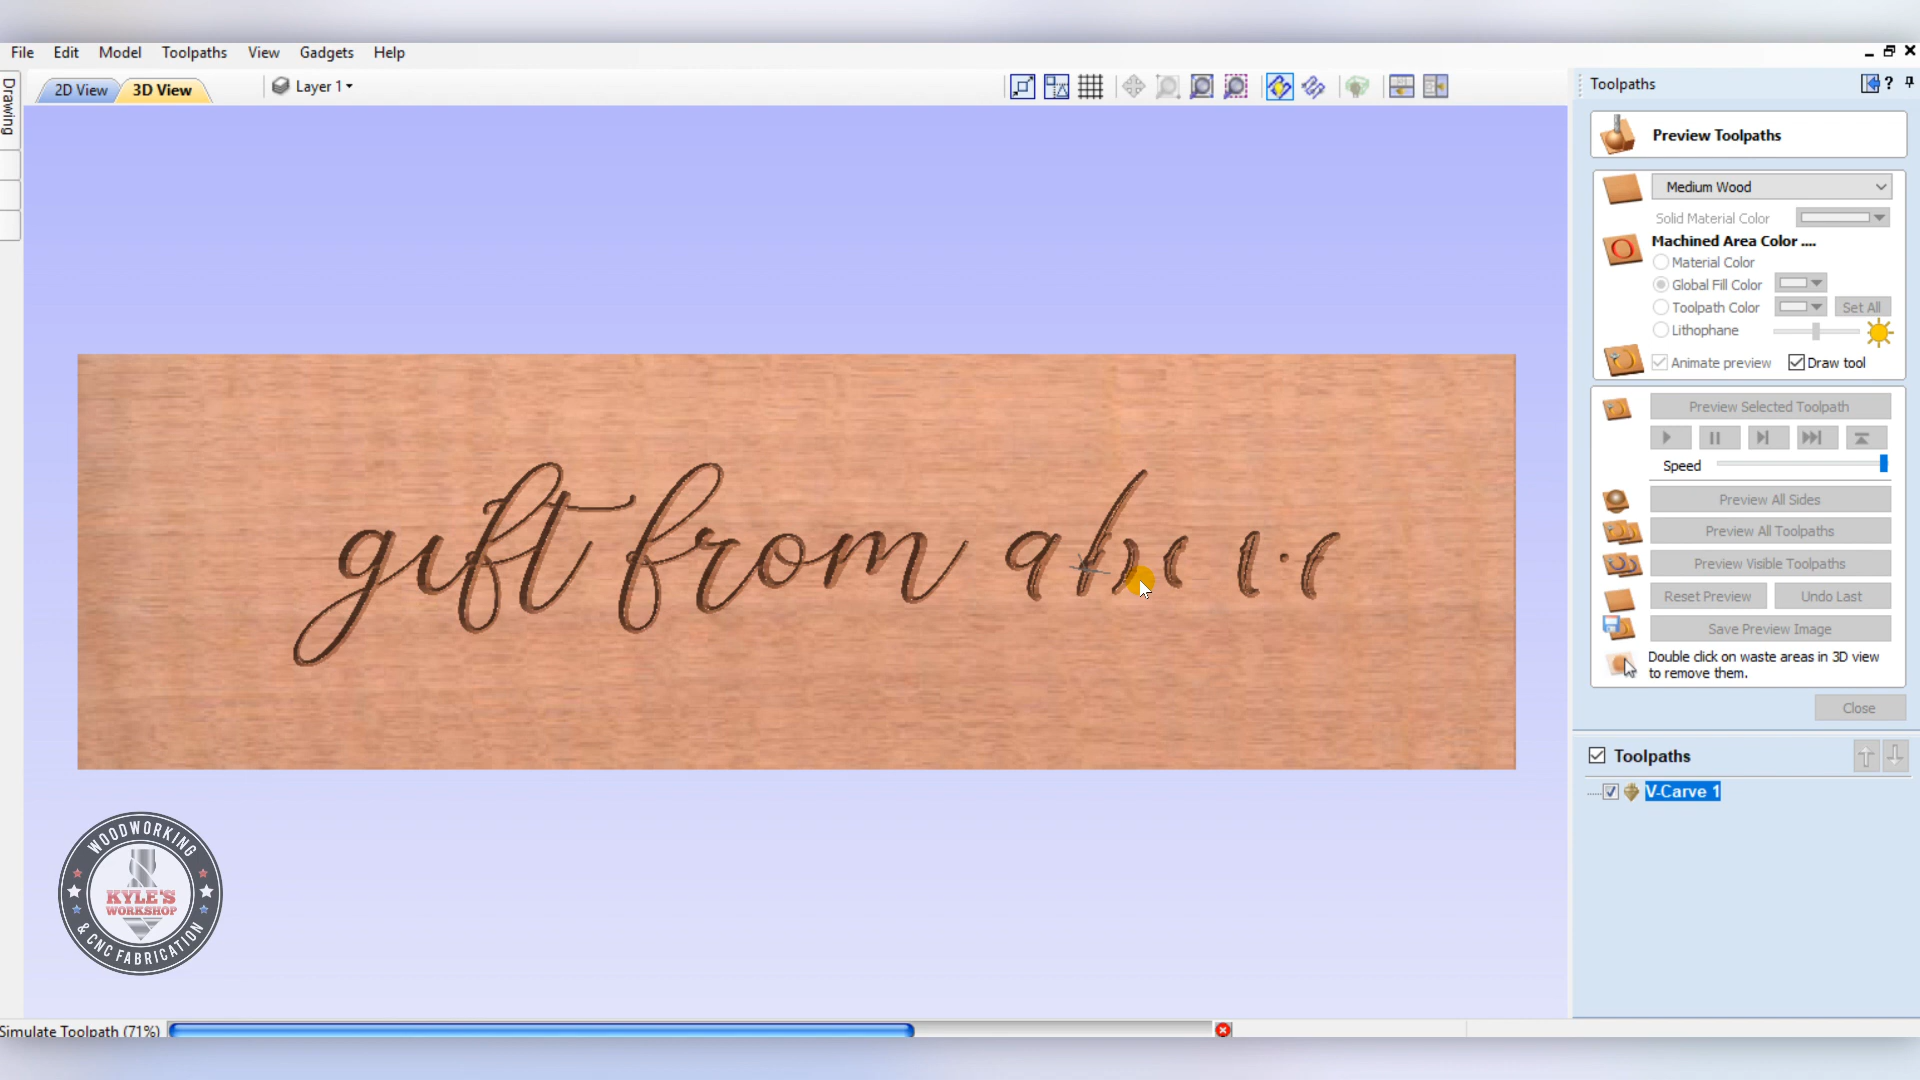 File Edit Model Toolpaths View Gadgets Help
Drawing
2D View 3D View Layer 1
Toolpaths ?
Preview Toolpaths
Medium Wood
Solid Material Color
Machined Area Color ....
Material Color
Global Fill Color
Toolpath Color Set All
Lithophane
Animate preview Draw tool
Preview Selected Toolpath
Speed
Preview All Sides
Preview All Toolpaths
Preview Visible Toolpaths
Reset Preview Undo Last
Save Preview Image
Double click on waste areas in 3D view
to remove them.
Close
Toolpaths
V-Carve 1
gift from
WOODWORKING
KYLE'S
WORKSHOP
& CNC FABRICATION
Simulate Toolpath (71%)